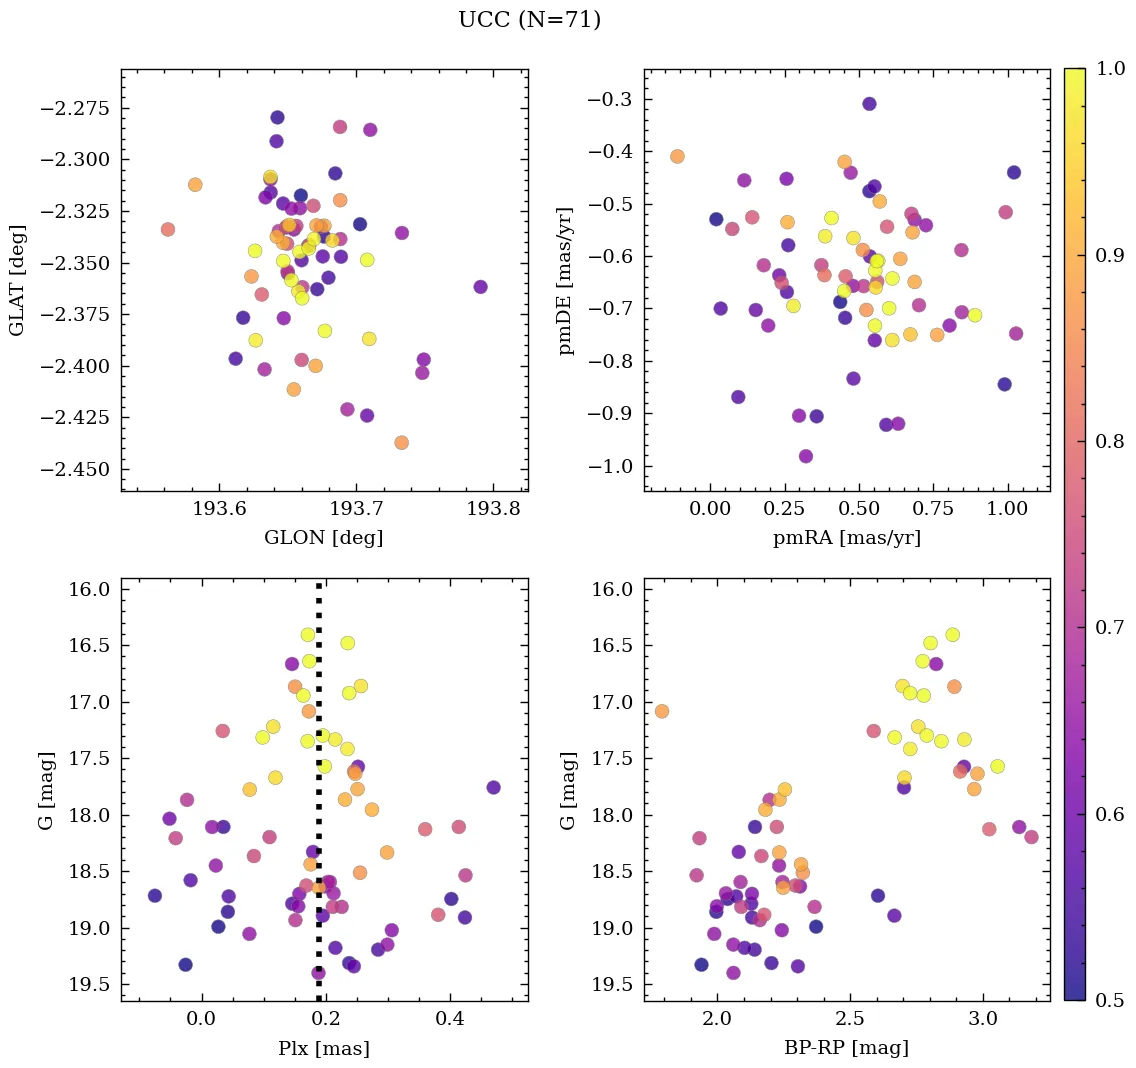 UCC (N=71)
−2.275
−2.300
−2.325
−2.350
−2.375
−2.400
−2.425
−2.450
GLAT [deg]
193.6 193.7 193.8
GLON [deg]
−0.3
−0.4
−0.5
−0.6
−0.7
−0.8
−0.9
−1.0
pmDE [mas/yr]
0.00 0.25 0.50 0.75 1.00
pmRA [mas/yr]
1.0
0.9
0.8
0.7
0.6
0.5
16.0
16.5
17.0
17.5
18.0
18.5
19.0
19.5
G [mag]
0.0 0.2 0.4
Plx [mas]
16.0
16.5
17.0
17.5
18.0
18.5
19.0
19.5
G [mag]
2.0 2.5 3.0
BP-RP [mag]